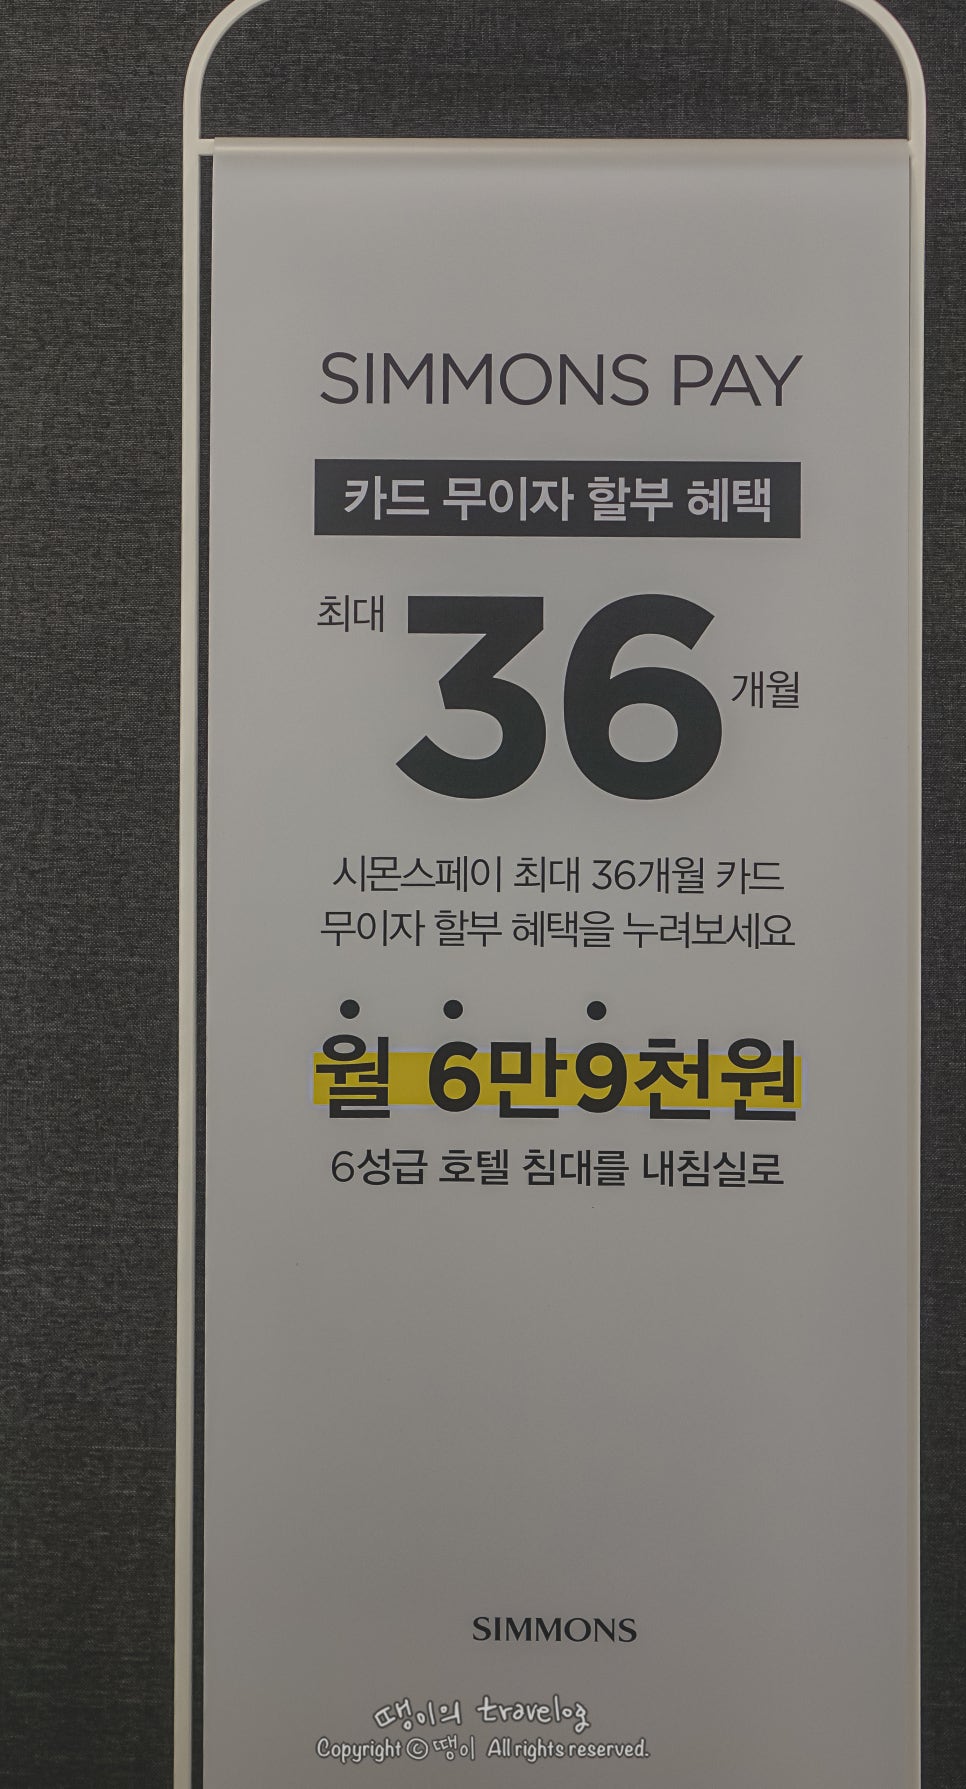 SIMMONS PAY
카드 무이자 할부 혜택
최대 36 개월
시몬스페이 최대 36개월 카드
무이자 할부 혜택을 누려보세요
월 6만9천원
6성급 호텔 침대를 내침실로
SIMMONS
땡이의 travelog
Copyright ⓒ 땡이 All rights reserved.